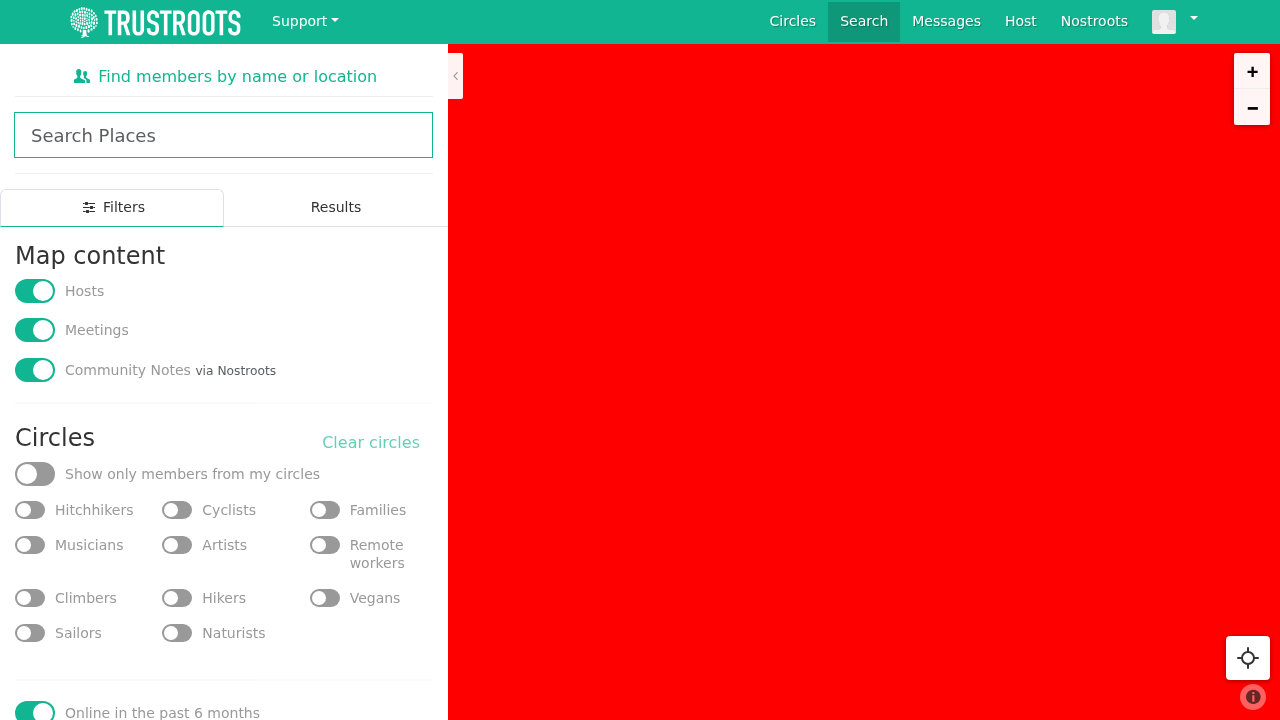 TRUSTROOTS
Support
Circles
Search
Messages
Host
Nostroots
Find members by name or location
Search Places
Filters
Results
Map content
Hosts
Meetings
Community Notes via Nostroots
Circles
Clear circles
Show only members from my circles
Hitchhikers
Cyclists
Families
Musicians
Artists
Remote
workers
Climbers
Hikers
Vegans
Sailors
Naturists
Online in the past 6 months